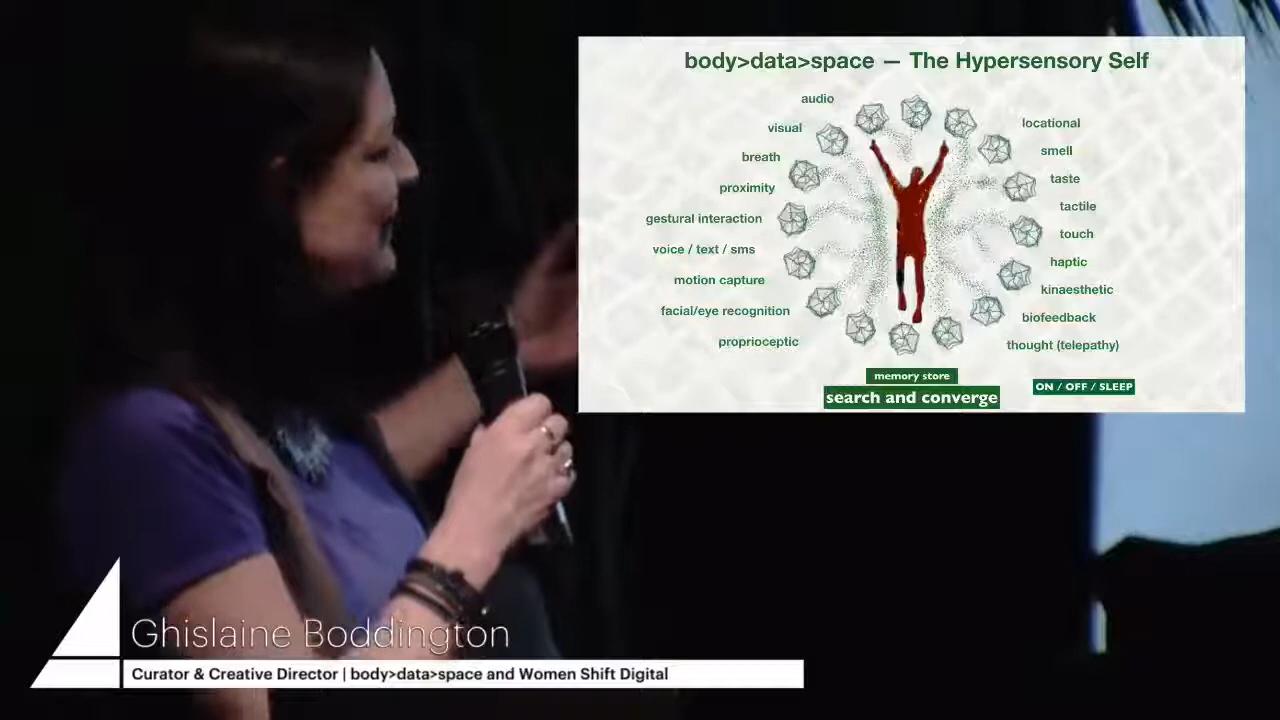 body>data>space — The Hypersensory Self
audio
visual
breath
proximity
gestural interaction
voice / text / sms
motion capture
facial/eye recognition
proprioceptic
locational
smell
taste
tactile
touch
haptic
kinaesthetic
biofeedback
thought (telepathy)
memory store
search and converge
ON / OFF / SLEEP
Ghislaine Boddington
Curator & Creative Director | body>data>space and Women Shift Digital